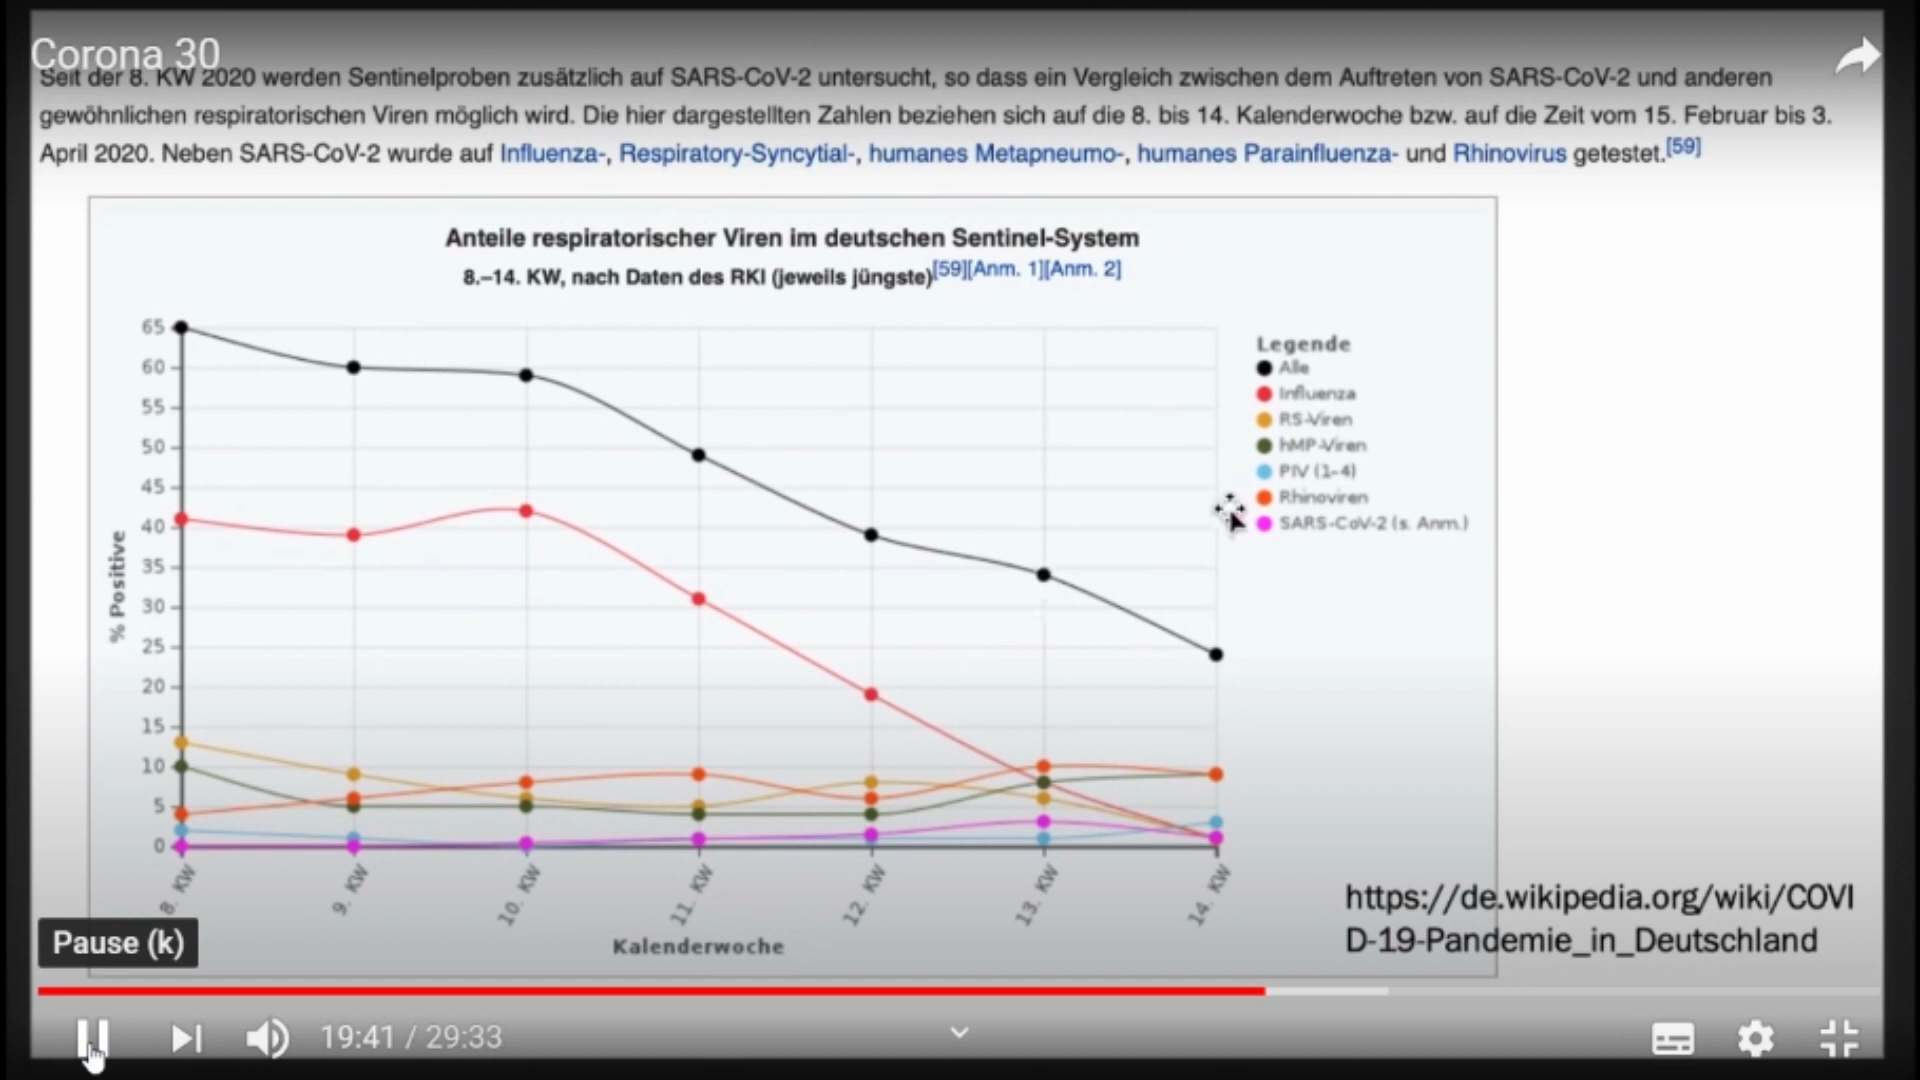 Corona 30
Seit der 8. KW 2020 werden Sentinelproben zusätzlich auf SARS-CoV-2 untersucht, so dass ein Vergleich zwischen dem Auftreten von SARS-CoV-2 und anderen
gewöhnlichen respiratorischen Viren möglich wird. Die hier dargestellten Zahlen beziehen sich auf die 8. bis 14. Kalenderwoche bzw. auf die Zeit vom 15. Februar bis 3.
April 2020. Neben SARS-CoV-2 wurde auf Influenza-, Respiratory-Syncytial-, humanes Metapneumo-, humanes Parainfluenza- und Rhinovirus getestet.[59]
Anteile respiratorischer Viren im deutschen Sentinel-System
8.–14. KW, nach Daten des RKI (jeweils jüngste)[59][Anm. 1][Anm. 2]
65
60
55
50
45
40
35
30
25
20
15
10
5
0
% Positive
Legende
Alle
Influenza
RS-Viren
hMP-Viren
PIV (1-4)
Rhinoviren
SARS-CoV-2 (s. Anm.)
8. KW
9. KW
10. KW
11. KW
12. KW
13. KW
14. KW
Kalenderwoche
https://de.wikipedia.org/wiki/COVI
D-19-Pandemie_in_Deutschland
Pause (k)
19:41 / 29:33